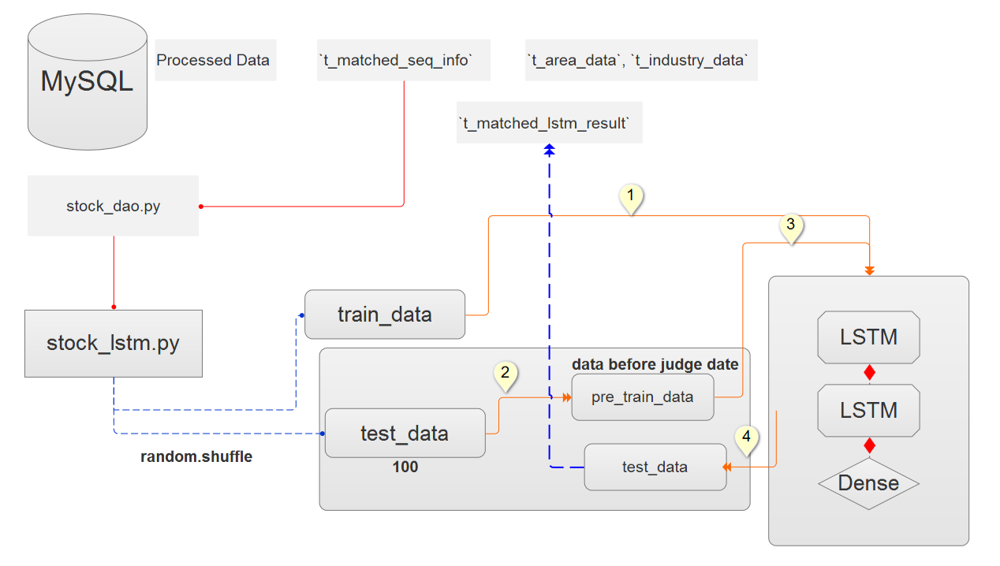 MySQL
Processed Data
`t_matched_seq_info`
`t_area_data`, `t_industry_data`
`t_matched_lstm_result`
stock_dao.py
1
3
stock_lstm.py
train_data
LSTM
data before judge date
2
pre_train_data
LSTM
test_data
4
random.shuffle
100
test_data
Dense